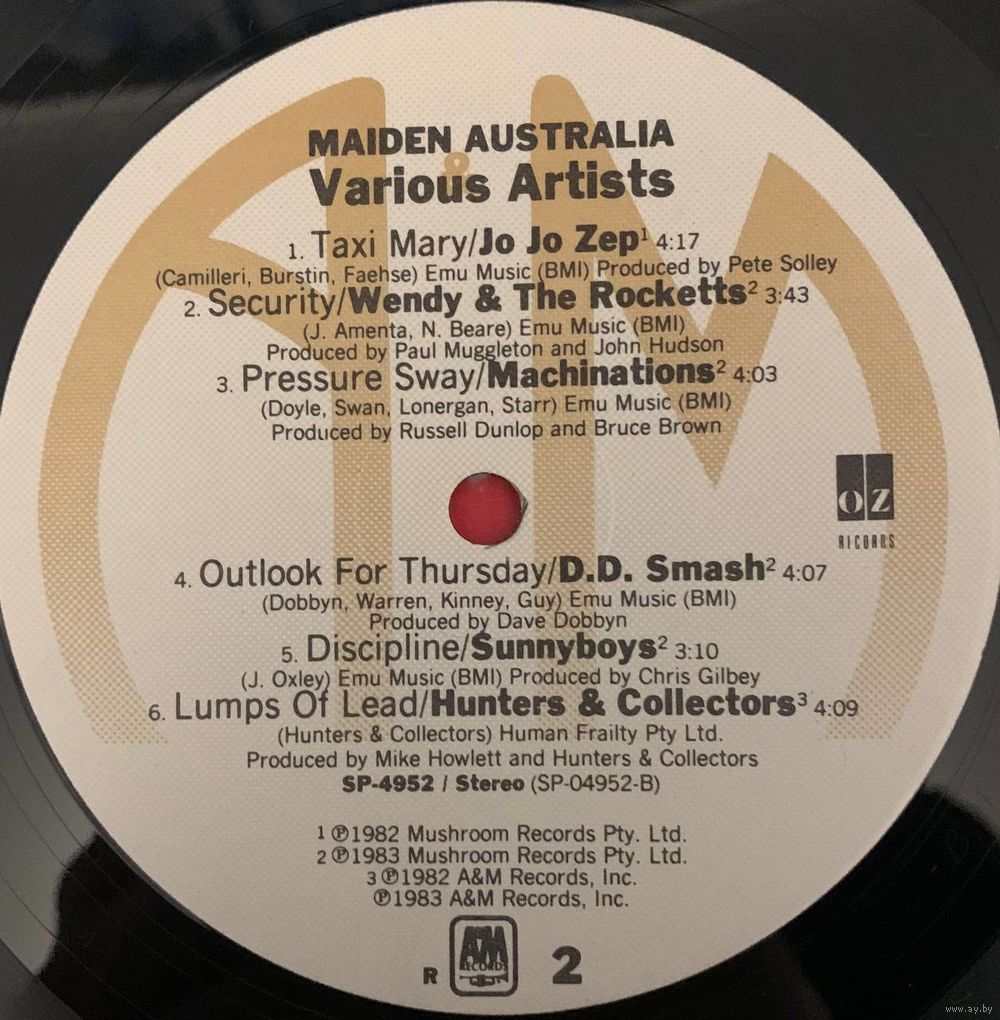 MAIDEN AUSTRALIA
Various Artists
1. Taxi Mary/Jo Jo Zep¹ 4:17
(Camilleri, Burstin, Faehse) Emu Music (BMI) Produced by Pete Solley
2. Security/Wendy & The Rocketts² 3:43
(J. Amenta, N. Beare) Emu Music (BMI)
Produced by Paul Muggleton and John Hudson
3. Pressure Sway/Machinations² 4:03
(Doyle, Swan, Lonergan, Starr) Emu Music (BMI)
Produced by Russell Dunlop and Bruce Brown
OZ
RECORDS
4. Outlook For Thursday/D.D. Smash² 4:07
(Dobbyn, Warren, Kinney, Guy) Emu Music (BMI)
Produced by Dave Dobbyn
5. Discipline/Sunnyboys² 3:10
(J. Oxley) Emu Music (BMI) Produced by Chris Gilbey
6. Lumps Of Lead/Hunters & Collectors³ 4:09
(Hunters & Collectors) Human Frailty Pty Ltd.
Produced by Mike Howlett and Hunters & Collectors
SP-4952 / Stereo (SP-04952-B)
1 ℗1982 Mushroom Records Pty. Ltd.
2 ℗1983 Mushroom Records Pty. Ltd.
3 ℗1982 A&M Records, Inc.
℗1983 A&M Records, Inc.
R A&M RECORDS 2
www.ay.by